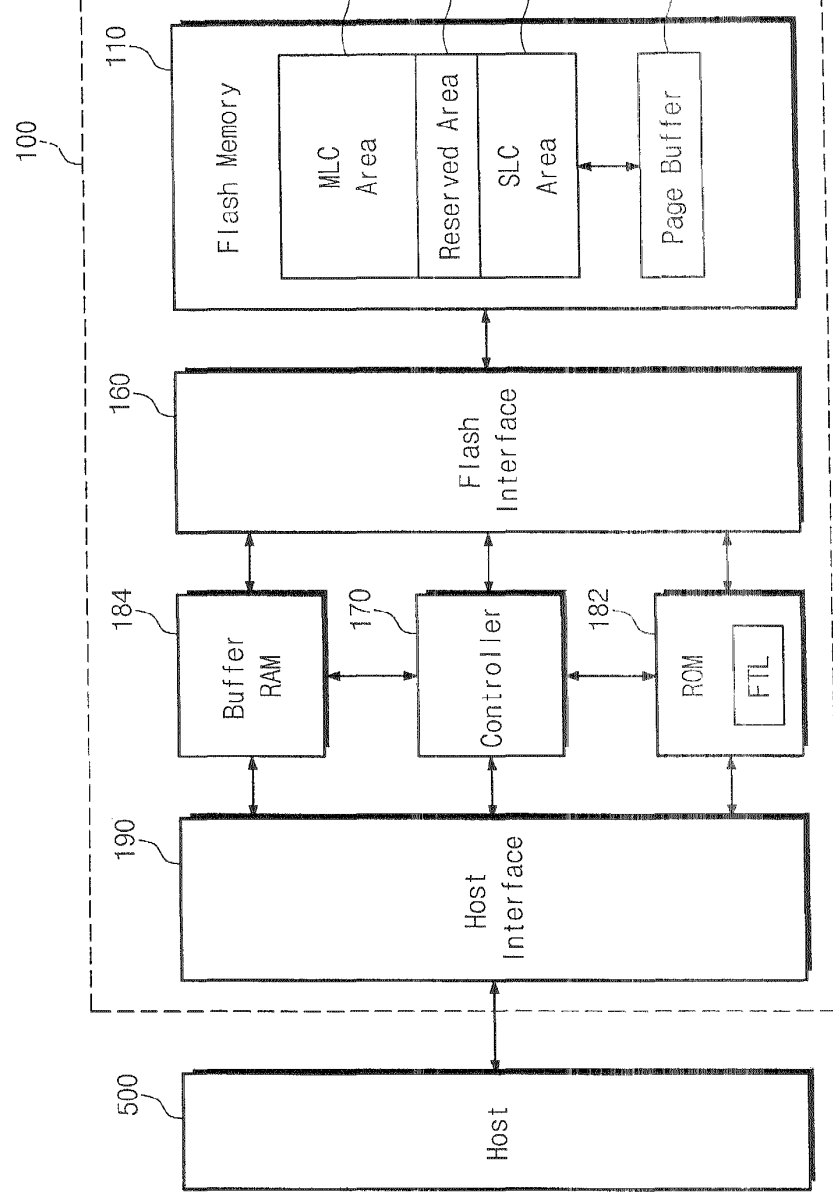 100
500
Host
190
Host
Interface
184
Buffer
RAM
170
Controller
182
ROM
FTL
160
Flash
Interface
110
Flash Memory
MLC
Area
Reserved Area
SLC
Area
Page Buffer